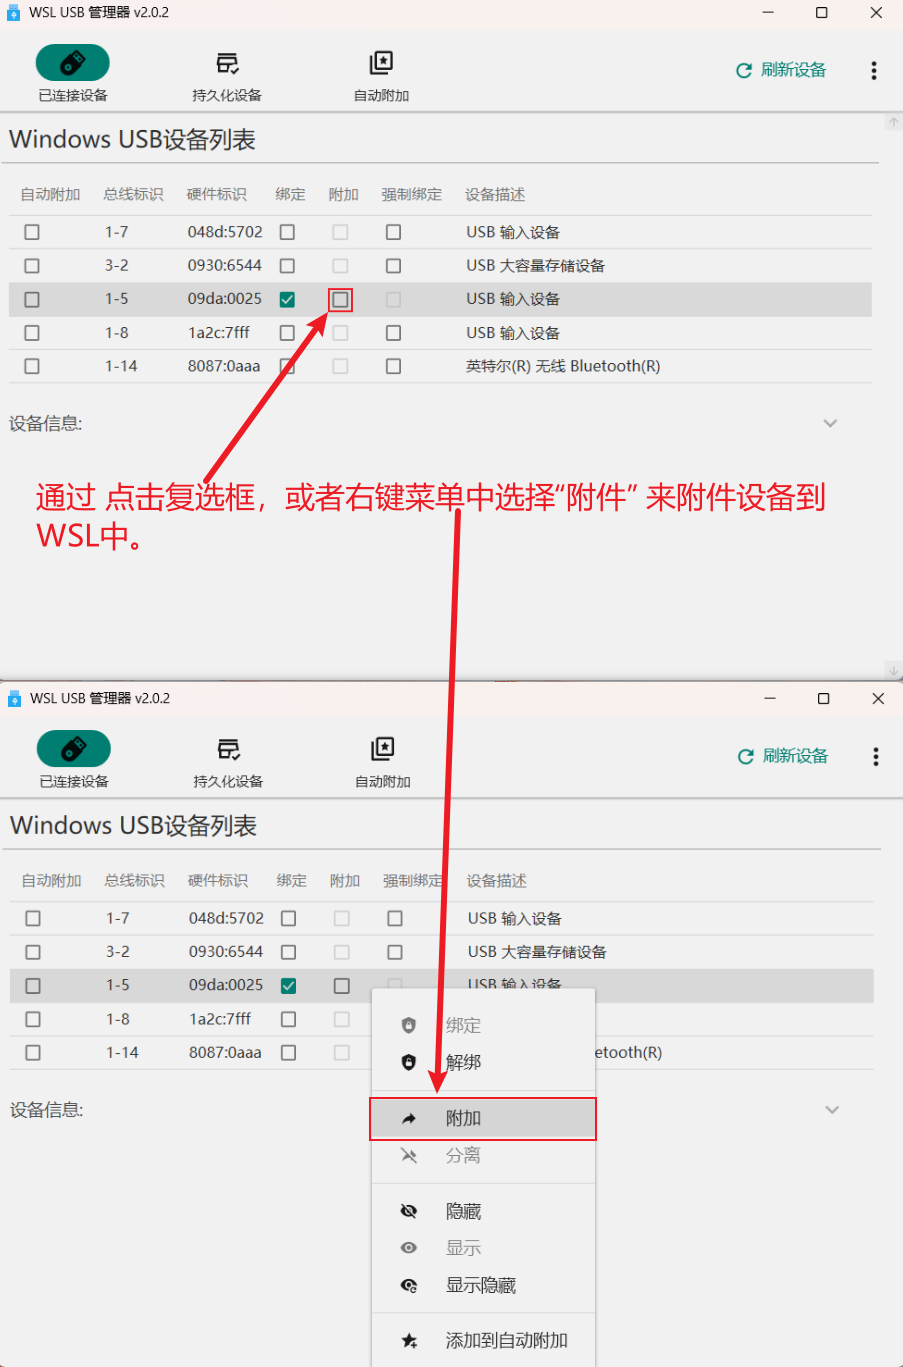 WSL USB 管理器 v2.0.2
已连接设备 持久化设备 自动附加 刷新设备
Windows USB设备列表
自动附加 总线标识 硬件标识 绑定 附加 强制绑定 设备描述
1-7 048d:5702 USB 输入设备
3-2 0930:6544 USB 大容量存储设备
1-5 09da:0025 USB 输入设备
1-8 1a2c:7fff USB 输入设备
1-14 8087:0aaa 英特尔(R) 无线 Bluetooth(R)
设备信息:
通过 点击复选框，或者右键菜单中选择“附件” 来附件设备到
WSL中。
WSL USB 管理器 v2.0.2
已连接设备 持久化设备 自动附加 刷新设备
Windows USB设备列表
自动附加 总线标识 硬件标识 绑定 附加 强制绑定 设备描述
1-7 048d:5702 USB 输入设备
3-2 0930:6544 USB 大容量存储设备
1-5 09da:0025 USB 输入设备
1-8 1a2c:7fff
1-14 8087:0aaa etooth(R)
设备信息:
绑定
解绑
附加
分离
隐藏
显示
显示隐藏
添加到自动附加